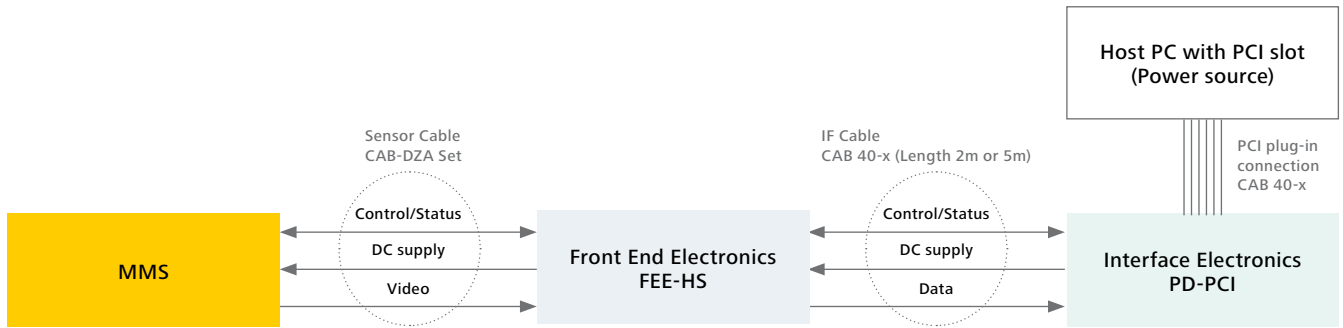 Host PC with PCI slot
(Power source)
Sensor Cable
CAB-DZA Set
IF Cable
CAB 40-x (Length 2m or 5m)
PCI plug-in
connection
CAB 40-x
MMS
Control/Status
DC supply
Video
Front End Electronics
FEE-HS
Control/Status
DC supply
Data
Interface Electronics
PD-PCI